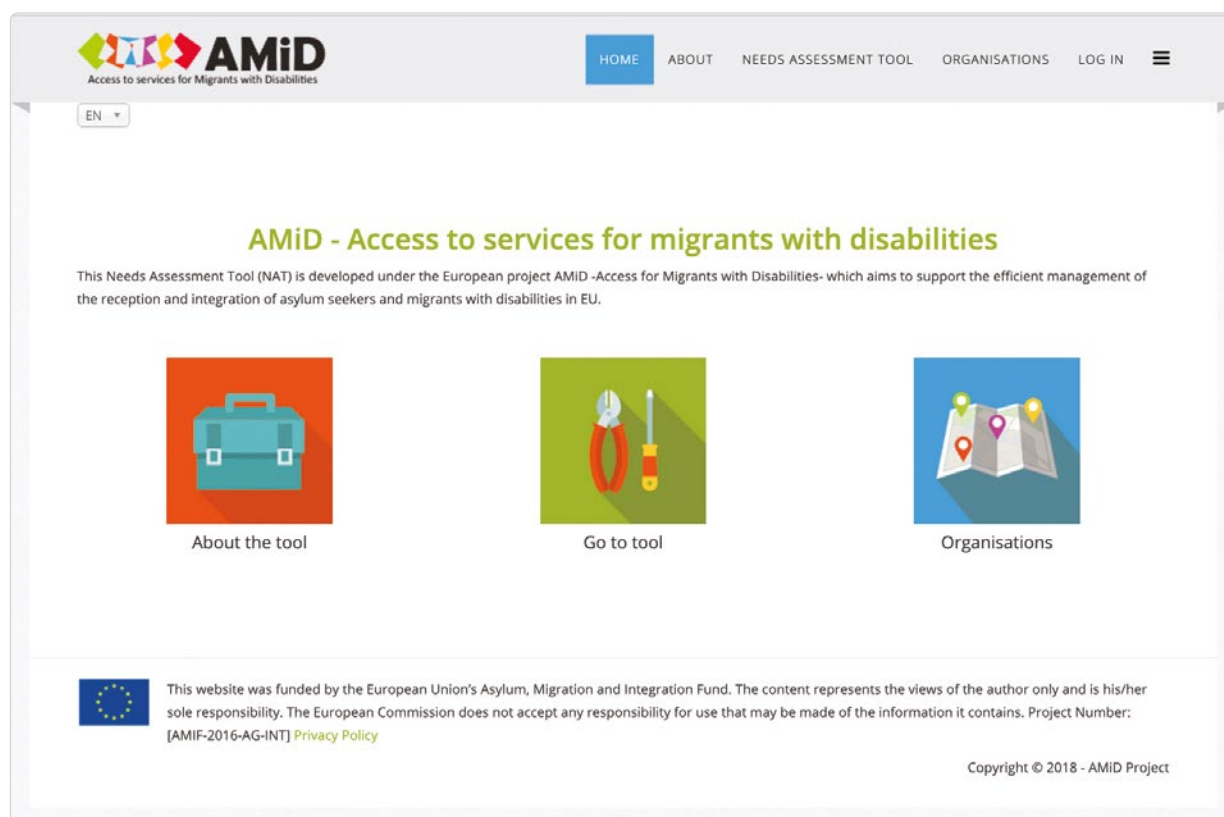 AMiD
Access to services for Migrants with Disabilities
HOME
ABOUT
NEEDS ASSESSMENT TOOL
ORGANISATIONS
LOG IN
EN
AMiD - Access to services for migrants with disabilities
This Needs Assessment Tool (NAT) is developed under the European project AMiD -Access for Migrants with Disabilities- which aims to support the efficient management of
the reception and integration of asylum seekers and migrants with disabilities in EU.
About the tool
Go to tool
Organisations
This website was funded by the European Union’s Asylum, Migration and Integration Fund. The content represents the views of the author only and is his/her
sole responsibility. The European Commission does not accept any responsibility for use that may be made of the information it contains. Project Number:
[AMIF-2016-AG-INT] Privacy Policy
Copyright © 2018 - AMiD Project